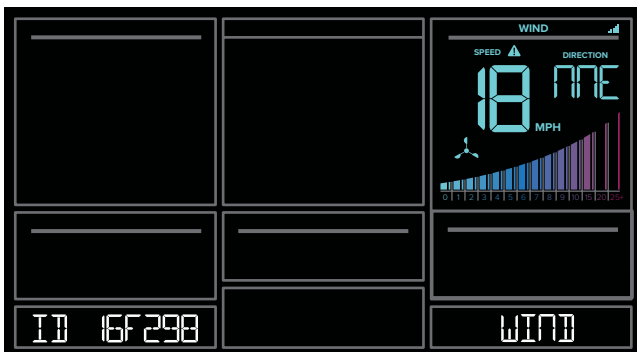 WIND
SPEED DIRECTION
18 NNE
MPH
0 1 2 3 4 5 6 7 8 9 10 15 20 25+
ID 16F298 WIND